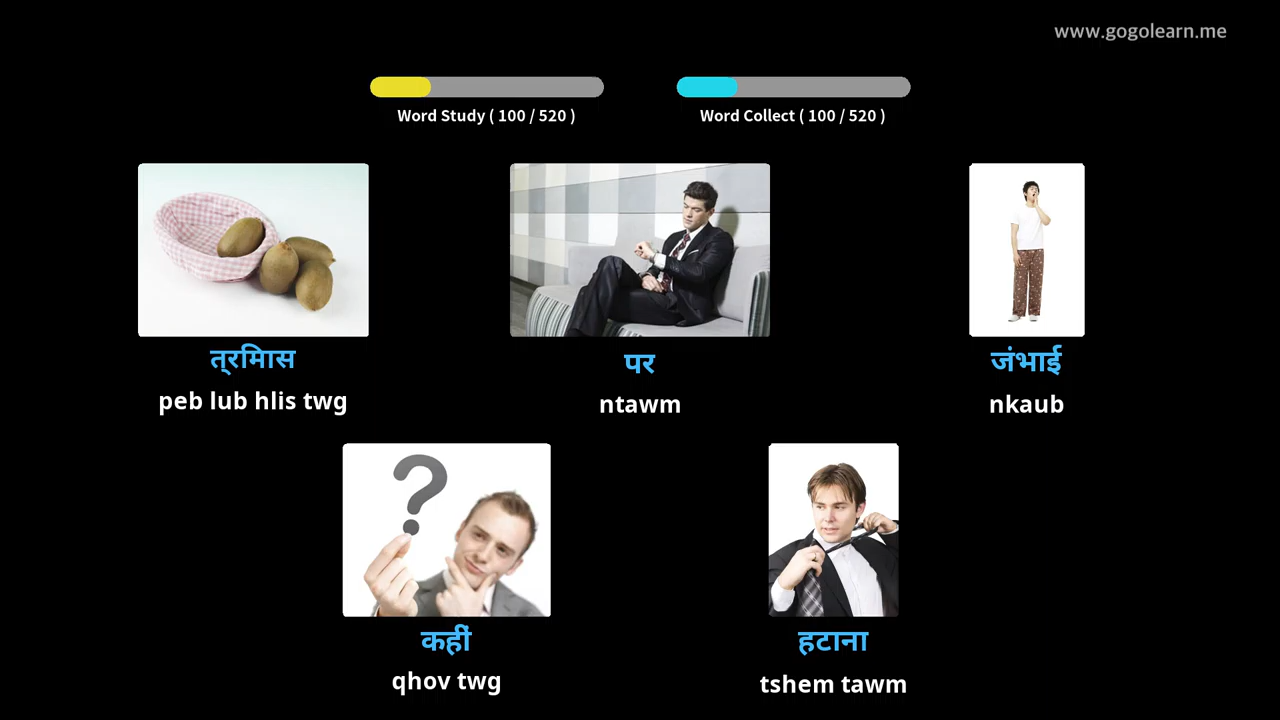 www.gogolearn.me
Word Study ( 100 / 520 )
Word Collect ( 100 / 520 )
त्रमिास
peb lub hlis twg
पर
ntawm
जंभाई
nkaub
कहीं
qhov twg
हटाना
tshem tawm